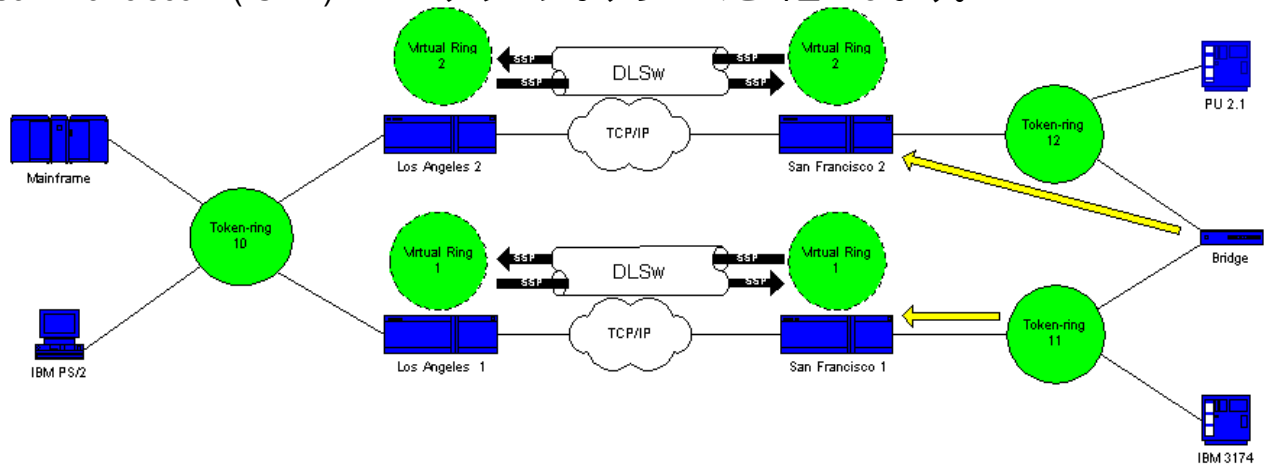 Virtual Ring
2
SSP
SSP
DLSw
SSP
SSP
Virtual Ring
2
PU 2.1
Mainframe
Los Angeles 2
TCP/IP
San Francisco 2
Token-ring
12
Token-ring
10
Virtual Ring
1
SSP
SSP
DLSw
SSP
SSP
Virtual Ring
1
Bridge
IBM PS/2
Los Angeles 1
TCP/IP
San Francisco 1
Token-ring
11
IBM 3174